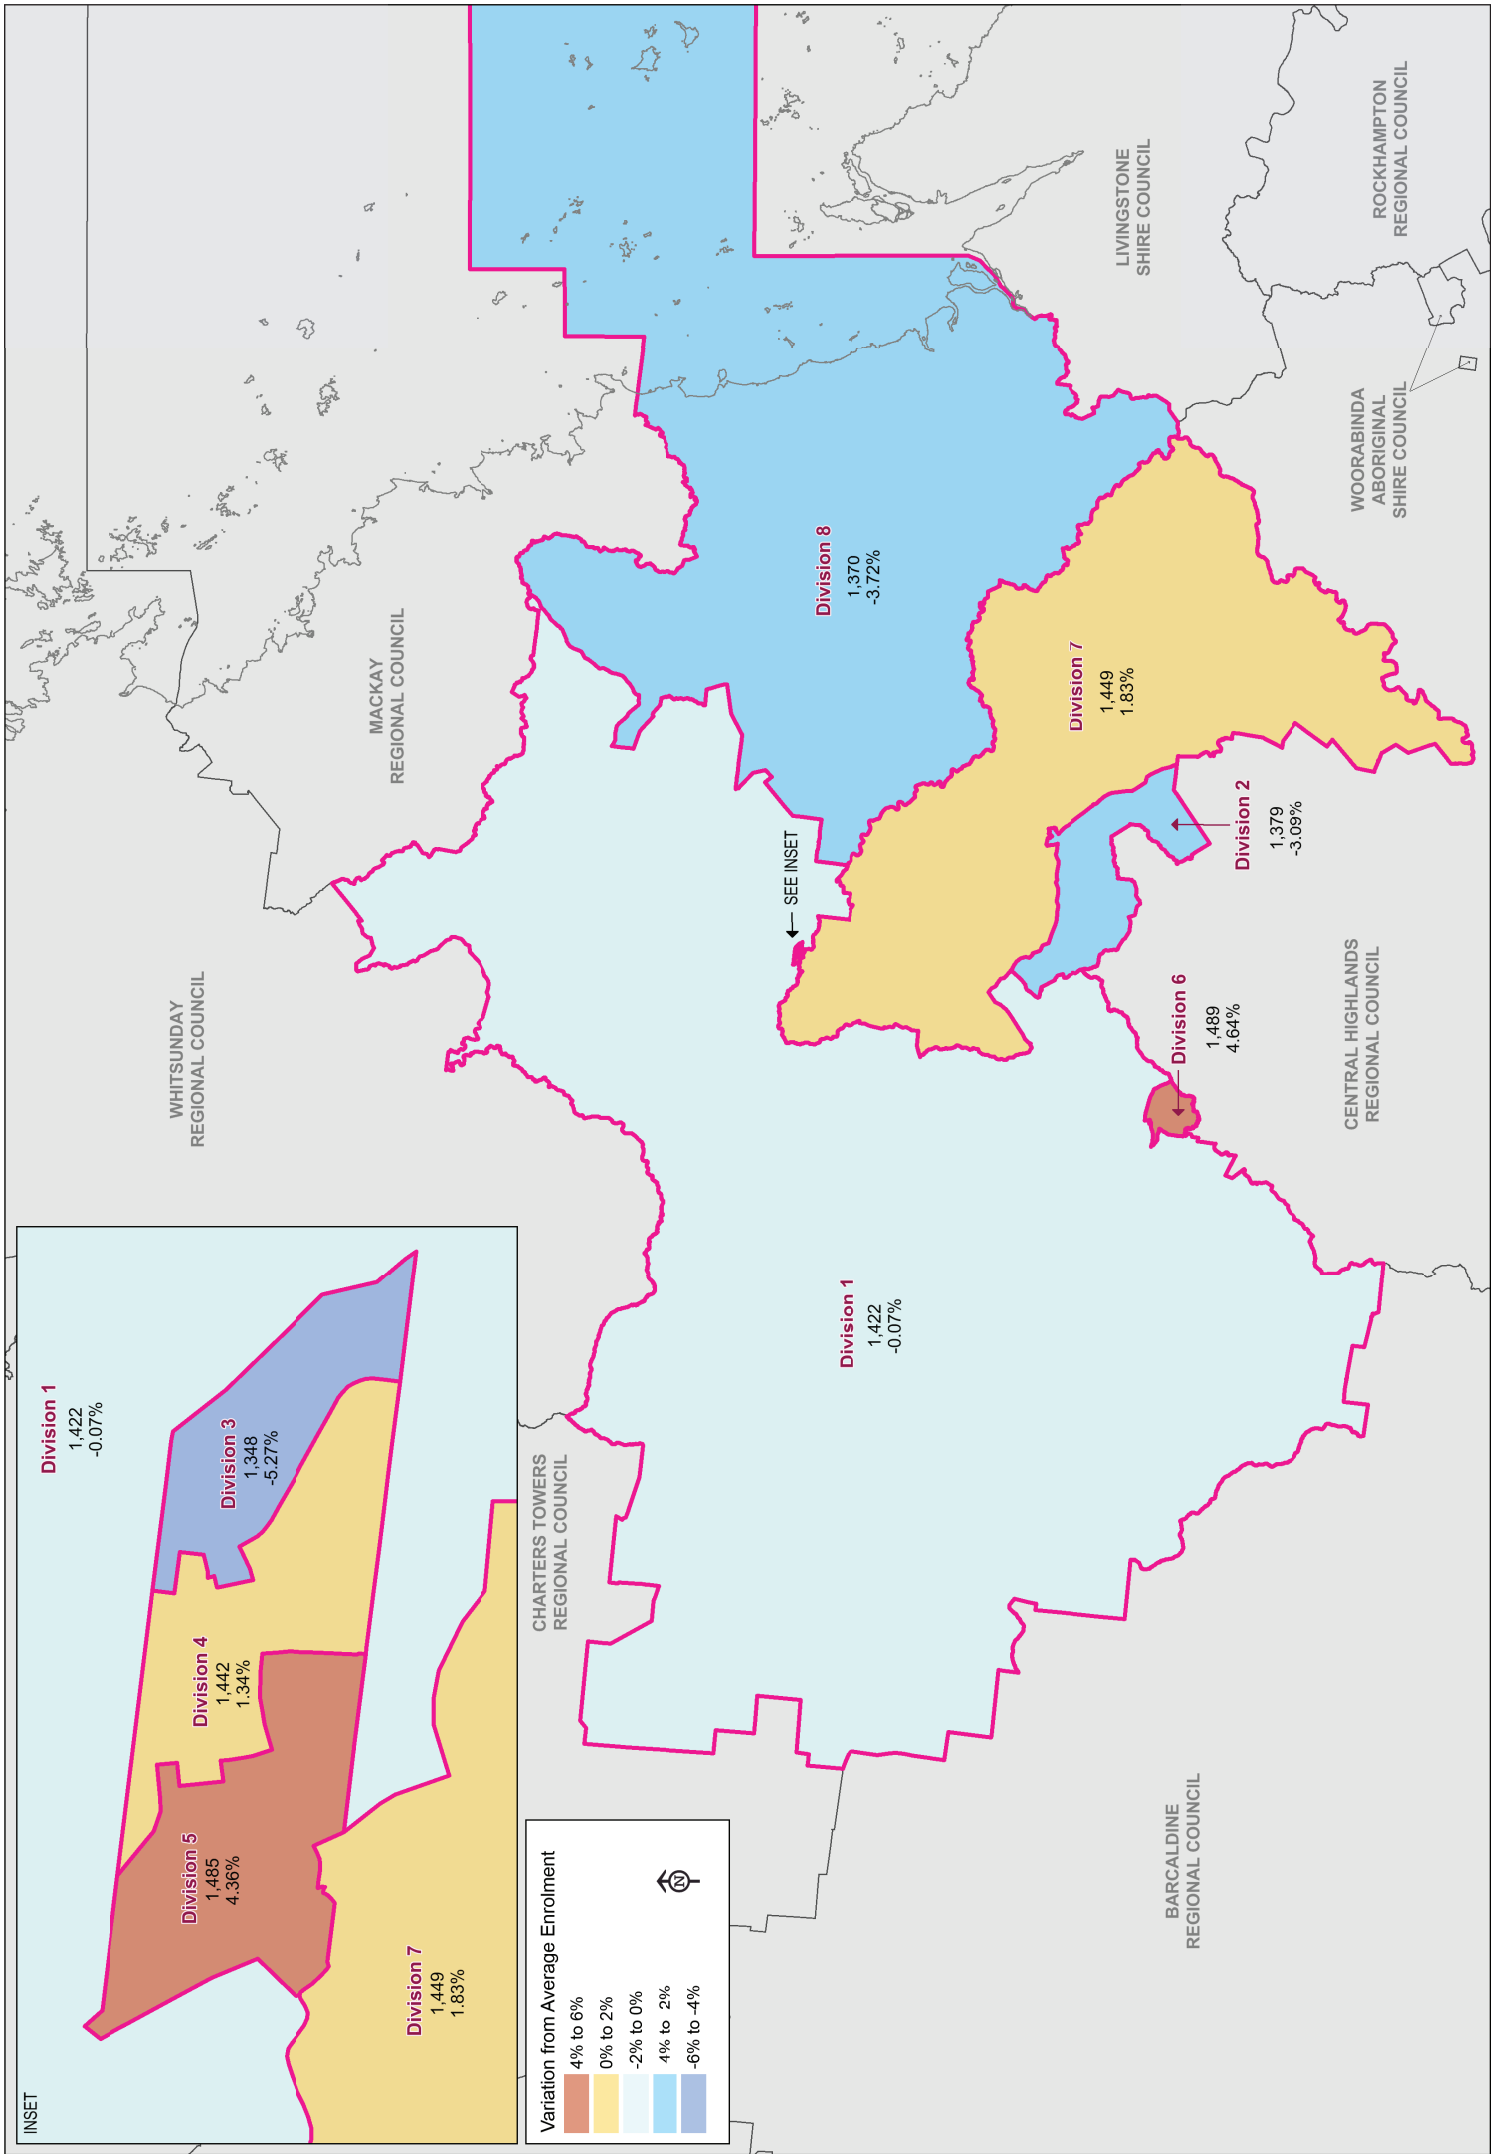 INSET
Division 1
1,422
-0.07%
Division 3
1,348
-5.27%
Division 4
1,442
1.34%
Division 5
1,485
4.36%
Division 7
1,449
1.83%
Variation from Average Enrolment
4% to 6%
0% to 2%
-2% to 0%
4% to 2%
-6% to -4%
N
WHITSUNDAY
REGIONAL COUNCIL
MACKAY
REGIONAL COUNCIL
CHARTERS TOWERS
REGIONAL COUNCIL
SEE INSET
Division 8
1,370
-3.72%
Division 1
1,422
-0.07%
Division 7
1,449
1.83%
Division 2
1,379
-3.09%
Division 6
1,489
4.64%
LIVINGSTONE
SHIRE COUNCIL
ROCKHAMPTON
REGIONAL COUNCIL
WOORABINDA
ABORIGINAL
SHIRE COUNCIL
CENTRAL HIGHLANDS
REGIONAL COUNCIL
BARCALDINE
REGIONAL COUNCIL